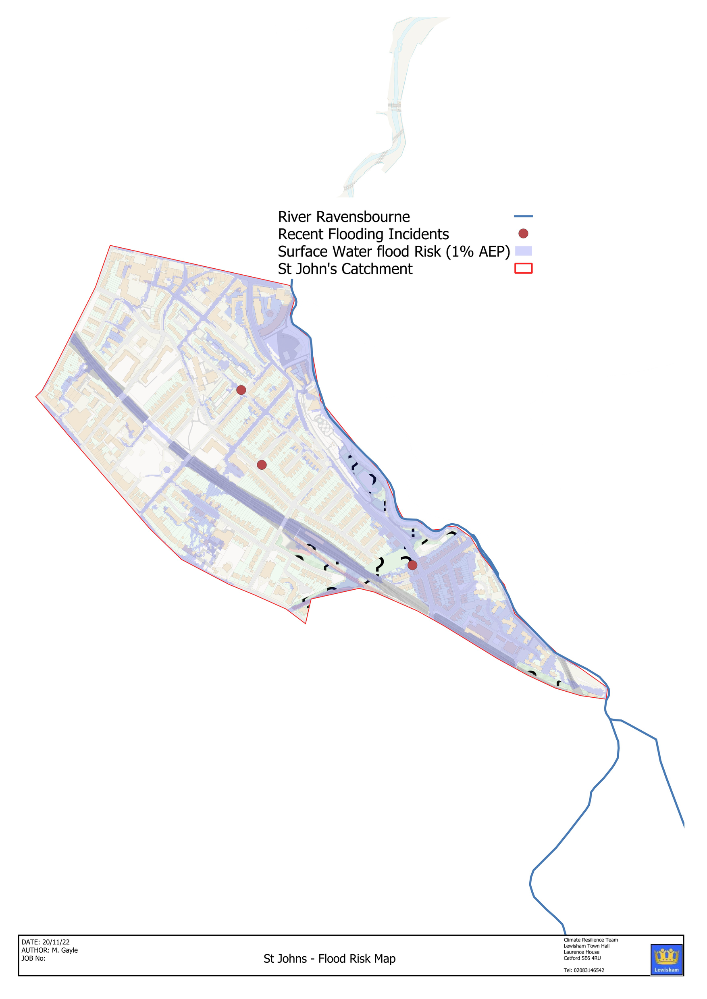 River Ravensbourne
Recent Flooding Incidents
Surface Water flood Risk (1% AEP)
St John's Catchment
DATE: 20/11/22
AUTHOR: M. Gayle
JOB No:
St Johns - Flood Risk Map
Climate Resilience Team
Lewisham Town Hall
Laurence House
Catford SE6 4RU
Tel: 02083146542
Lewisham